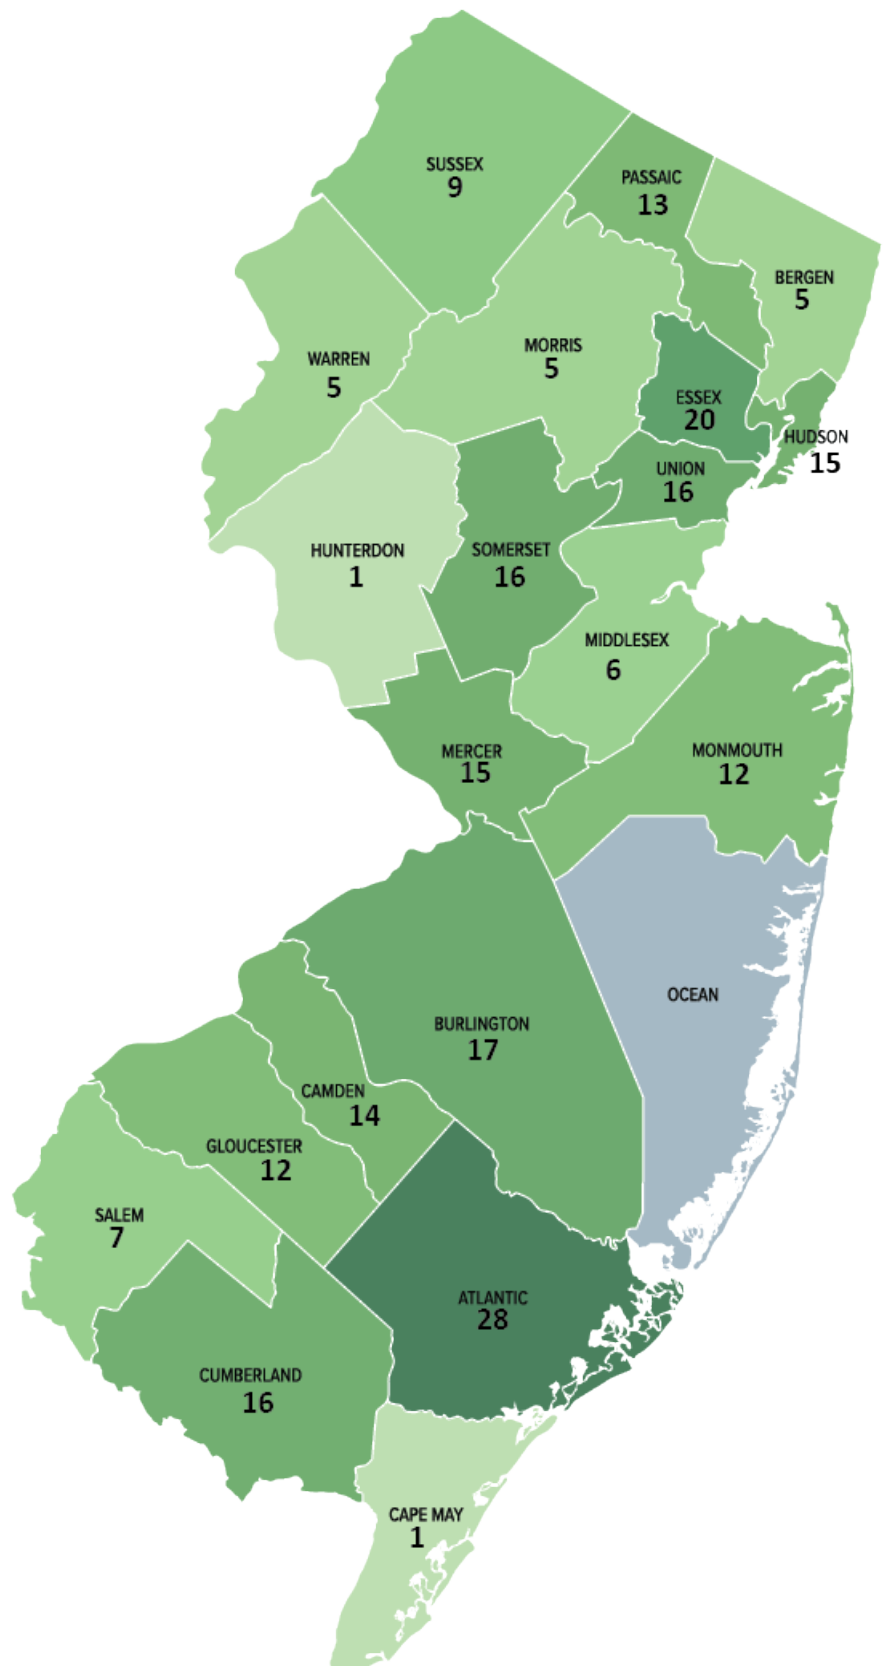 SUSSEX
9
PASSAIC
13
BERGEN
5
WARREN
5
MORRIS
5
ESSEX
20
HUDSON
15
UNION
16
HUNTERDON
1
SOMERSET
16
MIDDLESEX
6
MERCER
15
MONMOUTH
12
OCEAN
BURLINGTON
17
CAMDEN
14
GLOUCESTER
12
SALEM
7
ATLANTIC
28
CUMBERLAND
16
CAPE MAY
1